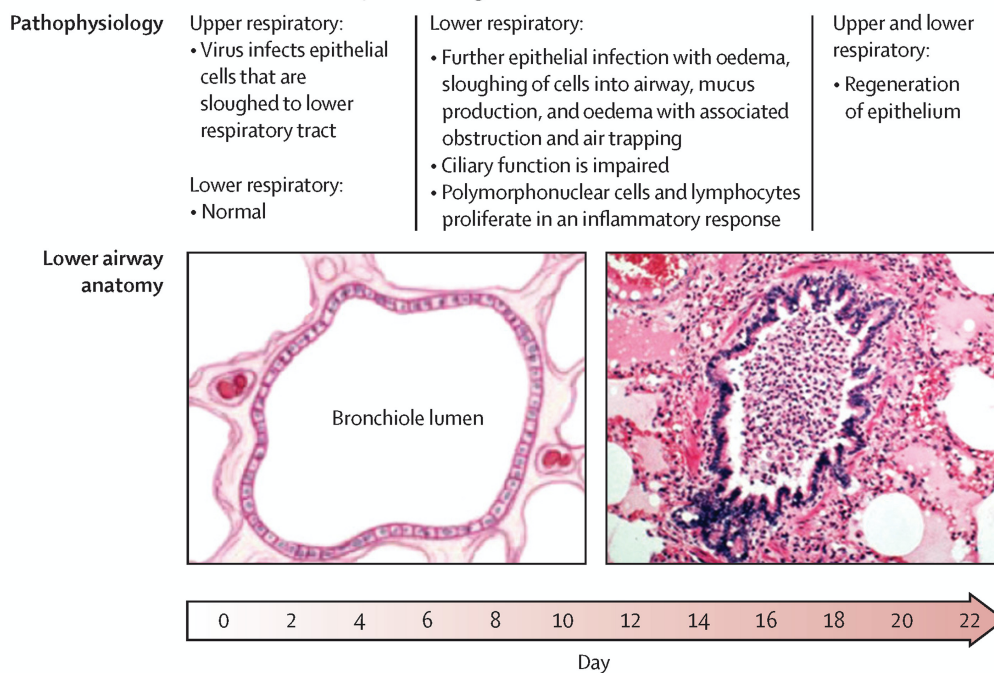 Pathophysiology
Upper respiratory:
• Virus infects epithelial
cells that are
sloughed to lower
respiratory tract
Lower respiratory:
• Normal
Lower respiratory:
• Further epithelial infection with oedema,
sloughing of cells into airway, mucus
production, and oedema with associated
obstruction and air trapping
• Ciliary function is impaired
• Polymorphonuclear cells and lymphocytes
proliferate in an inflammatory response
Upper and lower
respiratory:
• Regeneration
of epithelium
Lower airway
anatomy
Bronchiole lumen
0 2 4 6 8 10 12 14 16 18 20 22
Day